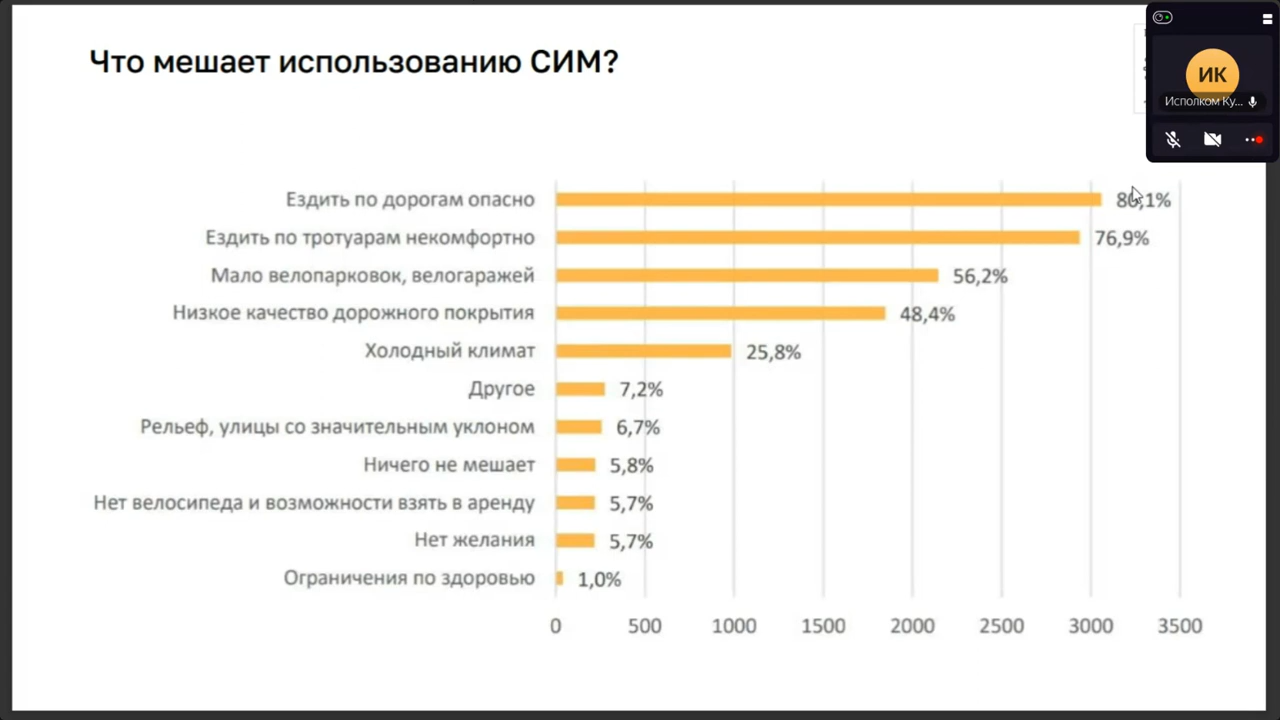 Что мешает использованию СИМ?
ИК
Исполком Ку...
Ездить по дорогам опасно
Ездить по тротуарам некомфортно 76,9%
Мало велопарковок, велогаражей 56,2%
Низкое качество дорожного покрытия 48,4%
Холодный климат 25,8%
Другое 7,2%
Рельеф, улицы со значительным уклоном 6,7%
Ничего не мешает 5,8%
Нет велосипеда и возможности взять в аренду 5,7%
Нет желания 5,7%
Ограничения по здоровью 1,0%
0 500 1000 1500 2000 2500 3000 3500